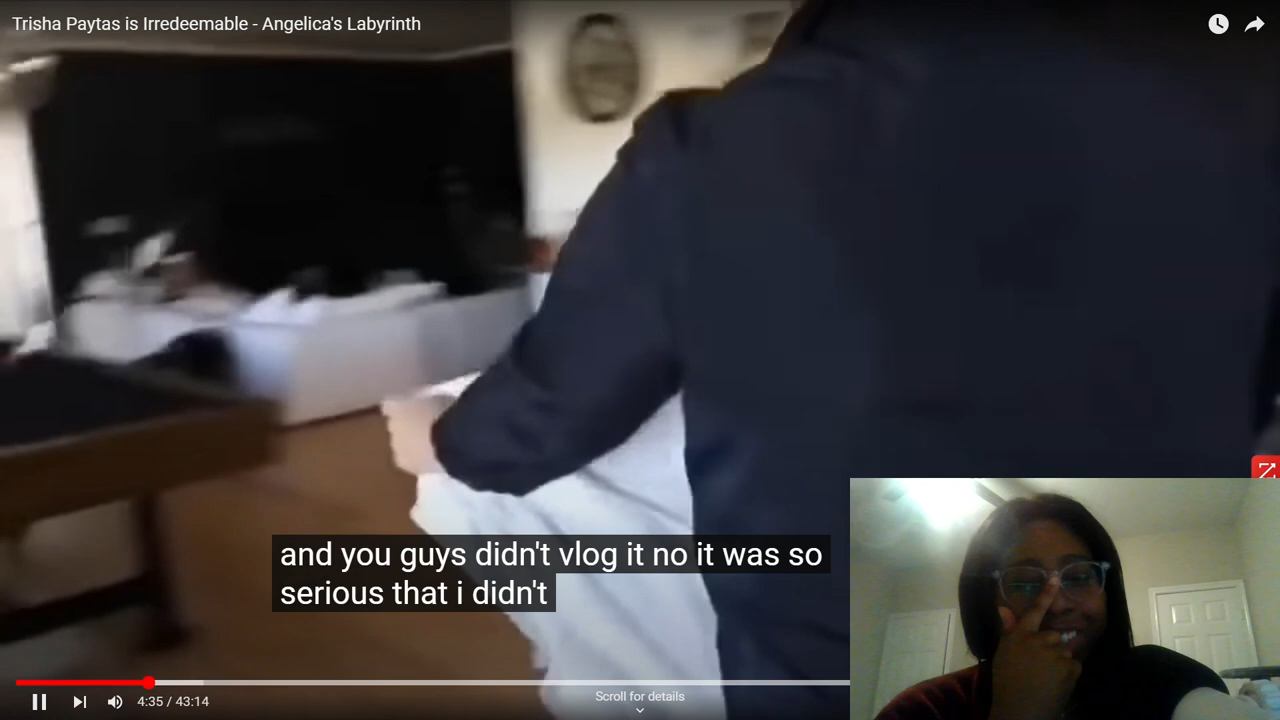 Trisha Paytas is Irredeemable - Angelica's Labyrinth
and you guys didn't vlog it no it was so
serious that i didn't
4:35 / 43:14
Scroll for details